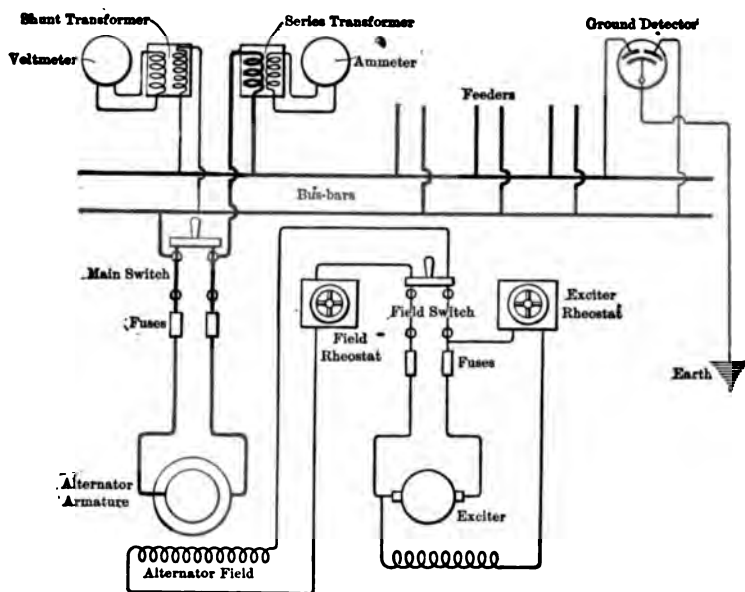 Shunt Transformer
Series Transformer
Ground Detector
Voltmeter
Ammeter
Feeders
Bus-bars
Main Switch
Fuses
Field Switch
Field
Rheostat
Exciter
Rheostat
Fuses
Earth
Alternator
Armature
Exciter
Alternator Field